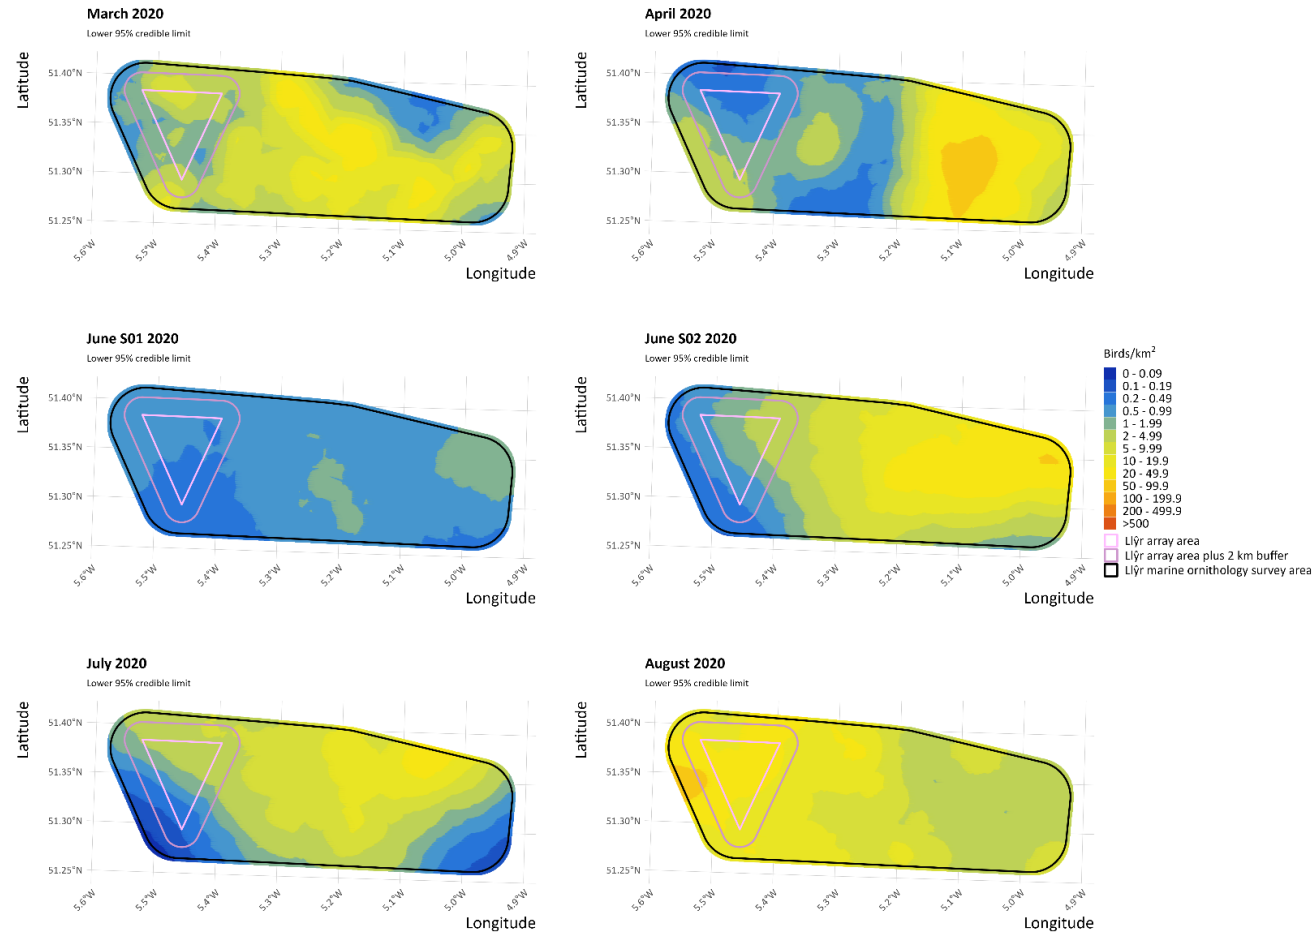 March 2020
Lower 95% credible limit
Latitude
51.40°N
51.35°N
51.30°N
51.25°N
5.6°W
5.5°W
5.4°W
5.3°W
5.2°W
5.1°W
5.0°W
4.9°W
Longitude
April 2020
Lower 95% credible limit
Latitude
51.40°N
51.35°N
51.30°N
51.25°N
5.6°W
5.5°W
5.4°W
5.3°W
5.2°W
5.1°W
5.0°W
4.9°W
Longitude
June S01 2020
Lower 95% credible limit
Latitude
51.40°N
51.35°N
51.30°N
51.25°N
5.6°W
5.5°W
5.4°W
5.3°W
5.2°W
5.1°W
5.0°W
4.9°W
Longitude
June S02 2020
Lower 95% credible limit
Latitude
51.40°N
51.35°N
51.30°N
51.25°N
5.6°W
5.5°W
5.4°W
5.3°W
5.2°W
5.1°W
5.0°W
4.9°W
Longitude
Birds/km²
0 - 0.09
0.1 - 0.19
0.2 - 0.49
0.5 - 0.99
1 - 1.99
2 - 4.99
5 - 9.99
10 - 19.9
20 - 49.9
50 - 99.9
100 - 199.9
200 - 499.9
>500
Llŷr array area
Llŷr array area plus 2 km buffer
Llŷr marine ornithology survey area
July 2020
Lower 95% credible limit
Latitude
51.40°N
51.35°N
51.30°N
51.25°N
5.6°W
5.5°W
5.4°W
5.3°W
5.2°W
5.1°W
5.0°W
4.9°W
Longitude
August 2020
Lower 95% credible limit
Latitude
51.40°N
51.35°N
51.30°N
51.25°N
5.6°W
5.5°W
5.4°W
5.3°W
5.2°W
5.1°W
5.0°W
4.9°W
Longitude